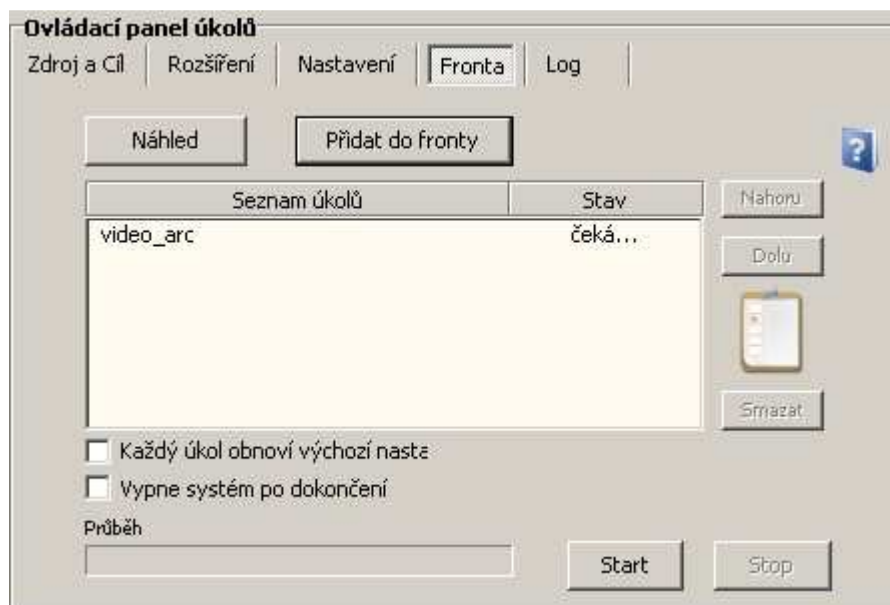 Ovládací panel úkolů
Zdroj a Cíl Rozšíření Nastavení Fronta Log
Náhled Přidat do fronty
?
Seznam úkolů Stav Nahoru
video_arc čeká...
Dolu
Smazat
Každý úkol obnoví výchozí nasta
Vypne systém po dokončení
Průběh
Start Stop